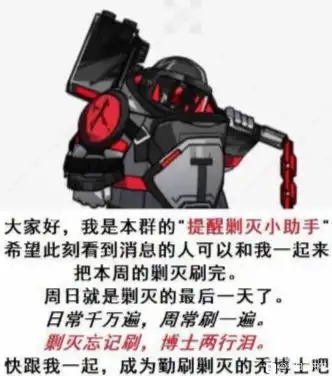 大家好，我是本群的"提醒剿灭小助手"
希望此刻看到消息的人可以和我一起来
把本周的剿灭刷完。
周日就是剿灭的最后一天了。
日常千万遍，周常刷一遍。
剿灭忘记刷，博士两行泪。
快跟我一起，成为勤刷剿灭的乔博士吧